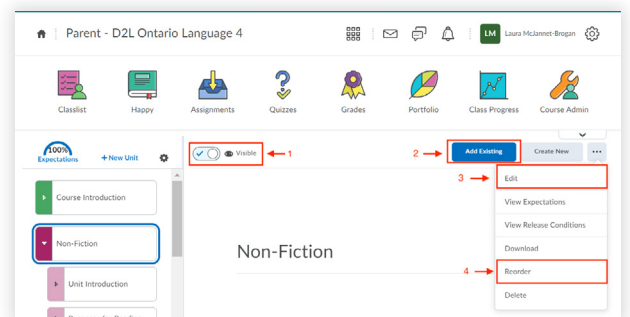 Parent - D2L Ontario Language 4
LM
Laura McJannet-Brogan
Classlist
Happy
Assignments
Quizzes
Grades
Portfolio
Class Progress
Course Admin
100%
Expectations
+ New Unit
Visible
1
2
Add Existing
Create New
3
Edit
View Expectations
View Release Conditions
Download
4
Reorder
Delete
Course Introduction
Non-Fiction
Unit Introduction
Non-Fiction